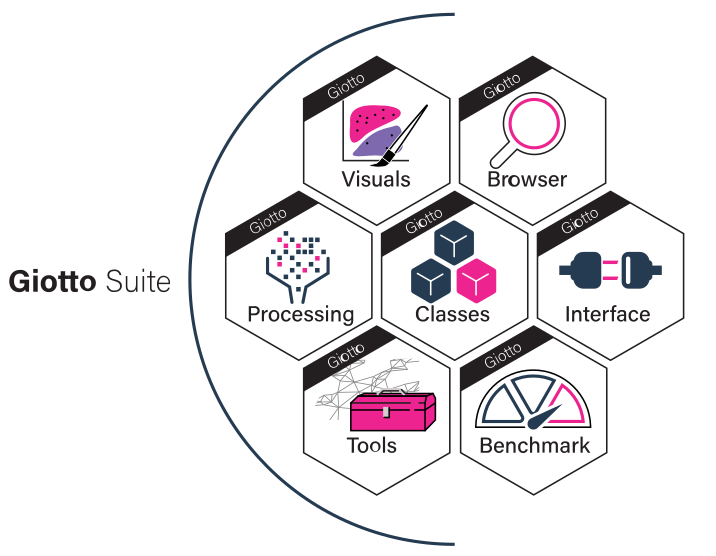 Giotto
Visuals
Giotto
Browser
Giotto
Processing
Giotto
Classes
Giotto
Interface
Giotto Suite
Giotto
Tools
Giotto
Benchmark